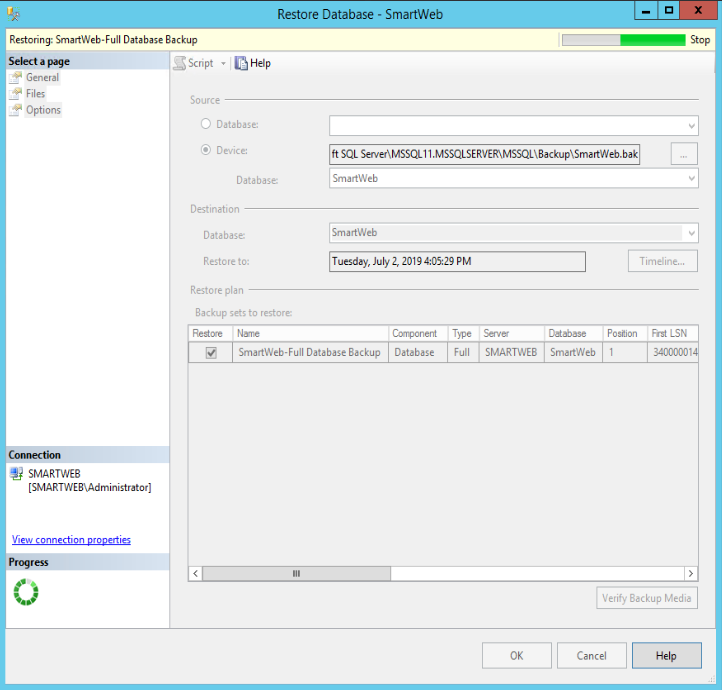 Restore Database - SmartWeb
Restoring: SmartWeb-Full Database Backup
Stop
Select a page
General
Files
Options
Script
Help
Source
Database:
Device:
ft SQL Server\MSSQL11.MSSQLSERVER\MSSQL\Backup\SmartWeb.bak
...
Database:
SmartWeb
Destination
Database:
SmartWeb
Restore to:
Tuesday, July 2, 2019 4:05:29 PM
Timeline...
Restore plan
Backup sets to restore:
Restore Name Component Type Server Database Position First LSN
SmartWeb-Full Database Backup Database Full SMARTWEB SmartWeb 1 340000014
Connection
SMARTWEB
[SMARTWEB\Administrator]
View connection properties
Progress
Verify Backup Media
OK
Cancel
Help